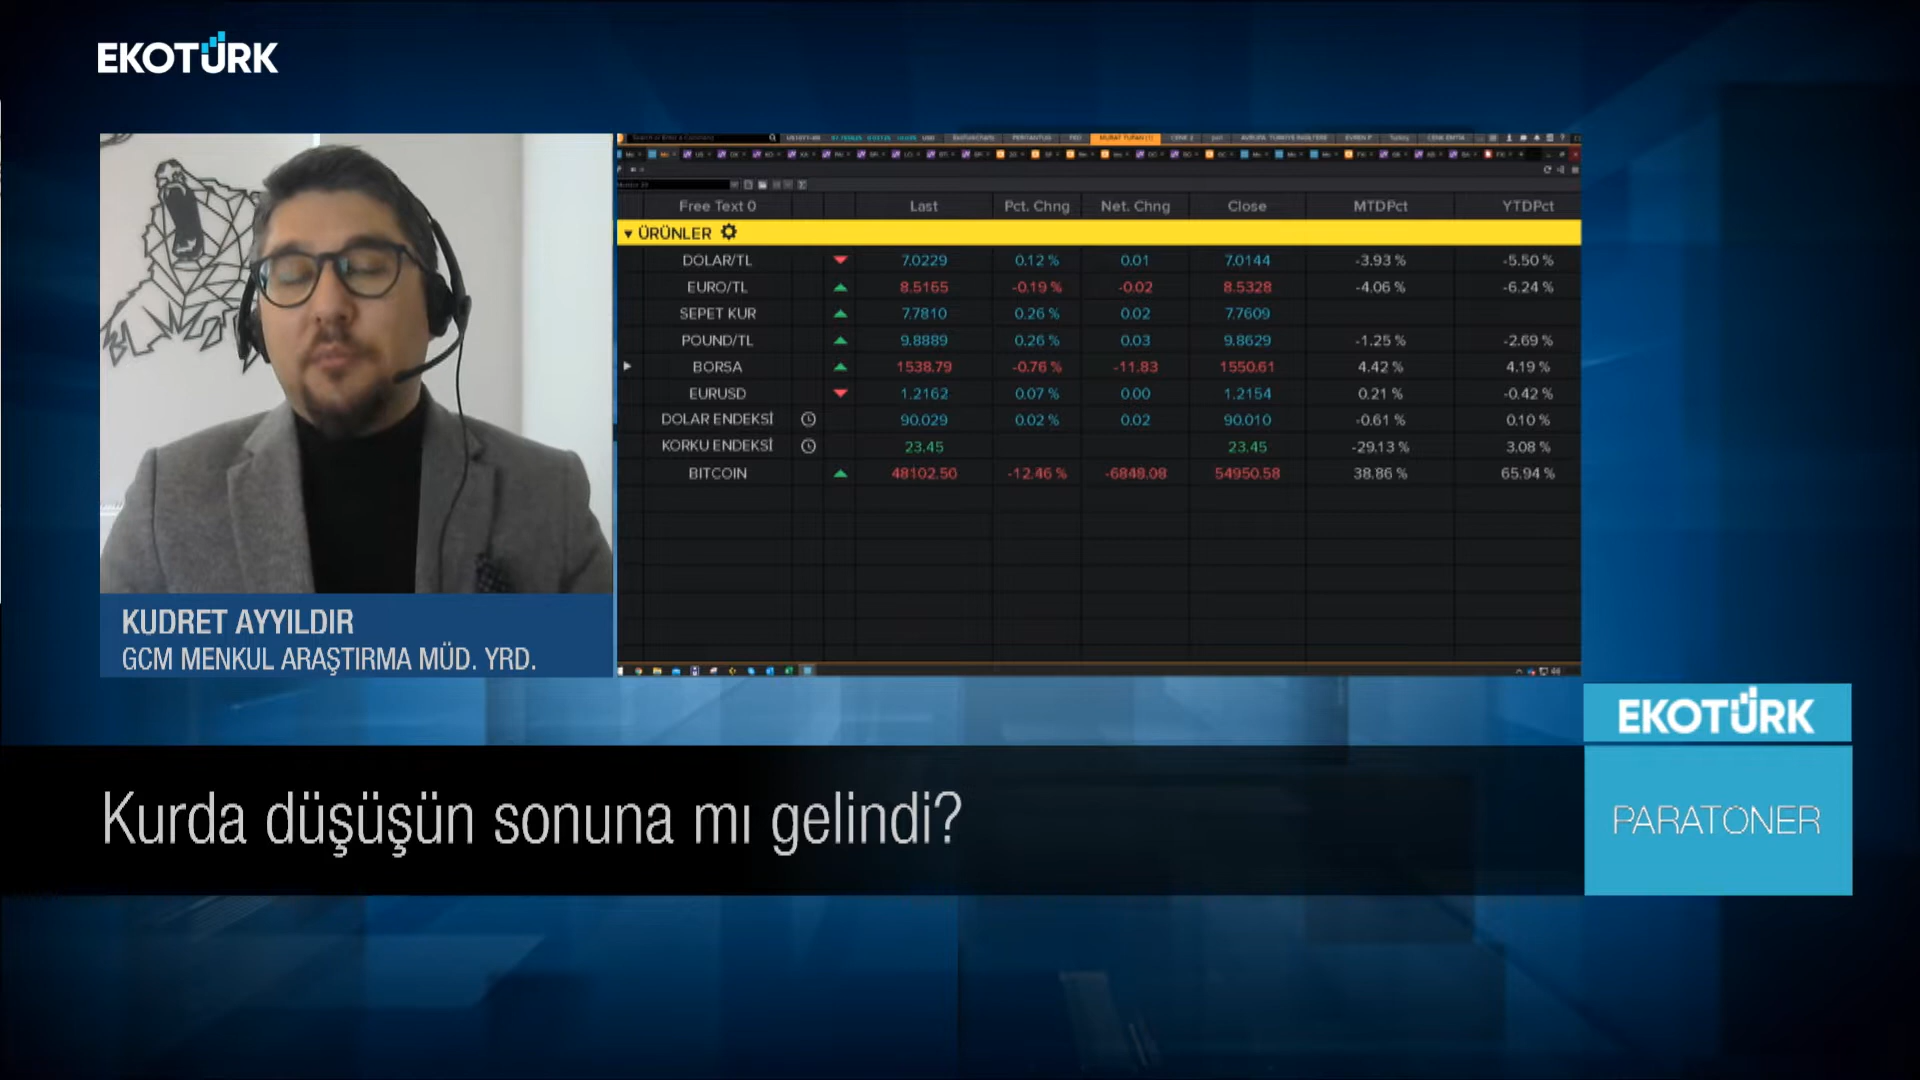 EKOTÜRK
Free Text 0 Last Pct. Chng Net. Chng Close MTDPct YTDPct
ÜRÜNLER
DOLAR/TL 7.0229 0.12 % 0.01 7.0144 -3.93 % -5.50 %
EURO/TL 8.5165 -0.19 % -0.02 8.5328 -4.06 % -6.24 %
SEPET KUR 7.7810 0.26 % 0.02 7.7609
POUND/TL 9.8889 0.26 % 0.03 9.8629 -1.25 % -2.69 %
BORSA 1538.79 -0.76 % -11.83 1550.61 4.42 % 4.19 %
EURUSD 1.2162 0.07 % 0.00 1.2154 0.21 % -0.42 %
DOLAR ENDEKSİ 90.029 0.02 % 0.02 90.010 -0.61 % 0.10 %
KORKU ENDEKSİ 23.45 23.45 -29.13 % 3.08 %
BITCOIN 48102.50 -12.46 % -6848.08 54950.58 38.86 % 65.94 %
KUDRET AYYILDIR
GCM MENKUL ARAŞTIRMA MÜD. YRD.
EKOTÜRK
Kurda düşüşün sonuna mı gelindi?
PARATONER